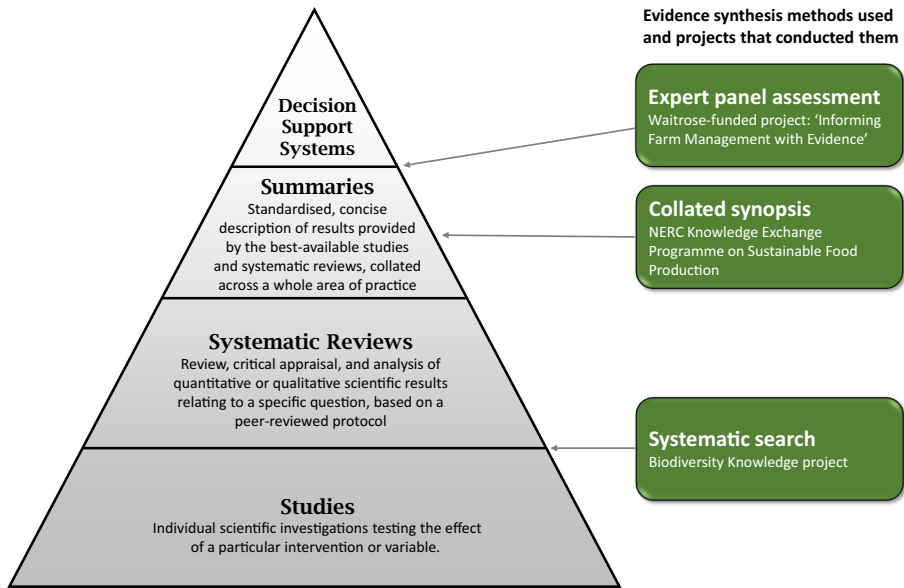 Evidence synthesis methods used
and projects that conducted them
Decision
Support
Systems
Summaries
Standardised, concise
description of results provided
by the best-available studies
and systematic reviews, collated
across a whole area of practice
Systematic Reviews
Review, critical appraisal, and analysis of
quantitative or qualitative scientific results
relating to a specific question, based on a
peer-reviewed protocol
Studies
Individual scientific investigations testing the effect
of a particular intervention or variable.
Expert panel assessment
Waitrose-funded project: ‘Informing
Farm Management with Evidence’
Collated synopsis
NERC Knowledge Exchange
Programme on Sustainable Food
Production
Systematic search
Biodiversity Knowledge project